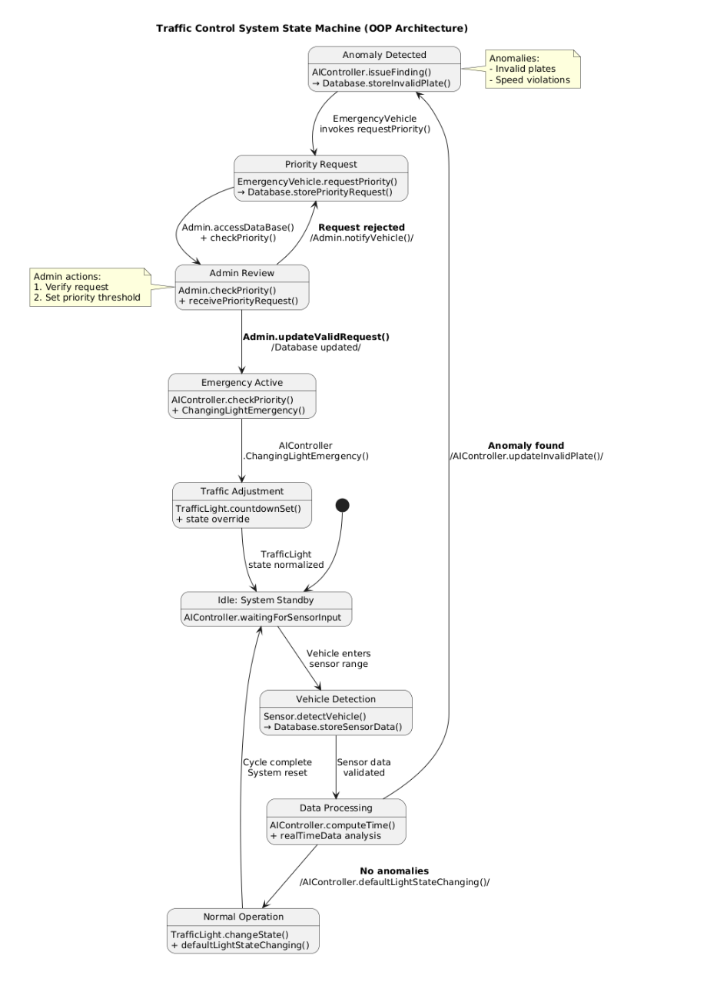 Traffic Control System State Machine (OOP Architecture)
Anomaly Detected
AIController.issueFinding()
→ Database.storeInvalidPlate()
Anomalies:
- Invalid plates
- Speed violations
EmergencyVehicle
invokes requestPriority()
Priority Request
EmergencyVehicle.requestPriority()
→ Database.storePriorityRequest()
Admin.accessDataBase()
+ checkPriority()
Request rejected
/Admin.notifyVehicle()/
Admin actions:
1. Verify request
2. Set priority threshold
Admin Review
Admin.checkPriority()
+ receivePriorityRequest()
Admin.updateValidRequest()
/Database updated/
Emergency Active
AIController.checkPriority()
+ ChangingLightEmergency()
AIController
.ChangingLightEmergency()
Anomaly found
/AIController.updateInvalidPlate()/
Traffic Adjustment
TrafficLight.countdownSet()
+ state override
TrafficLight
state normalized
Idle: System Standby
AIController.waitingForSensorInput
Vehicle enters
sensor range
Vehicle Detection
Sensor.detectVehicle()
→ Database.storeSensorData()
Cycle complete
System reset
Sensor data
validated
Data Processing
AIController.computeTime()
+ realTimeData analysis
No anomalies
/AIController.defaultLightStateChanging()/
Normal Operation
TrafficLight.changeState()
+ defaultLightStateChanging()